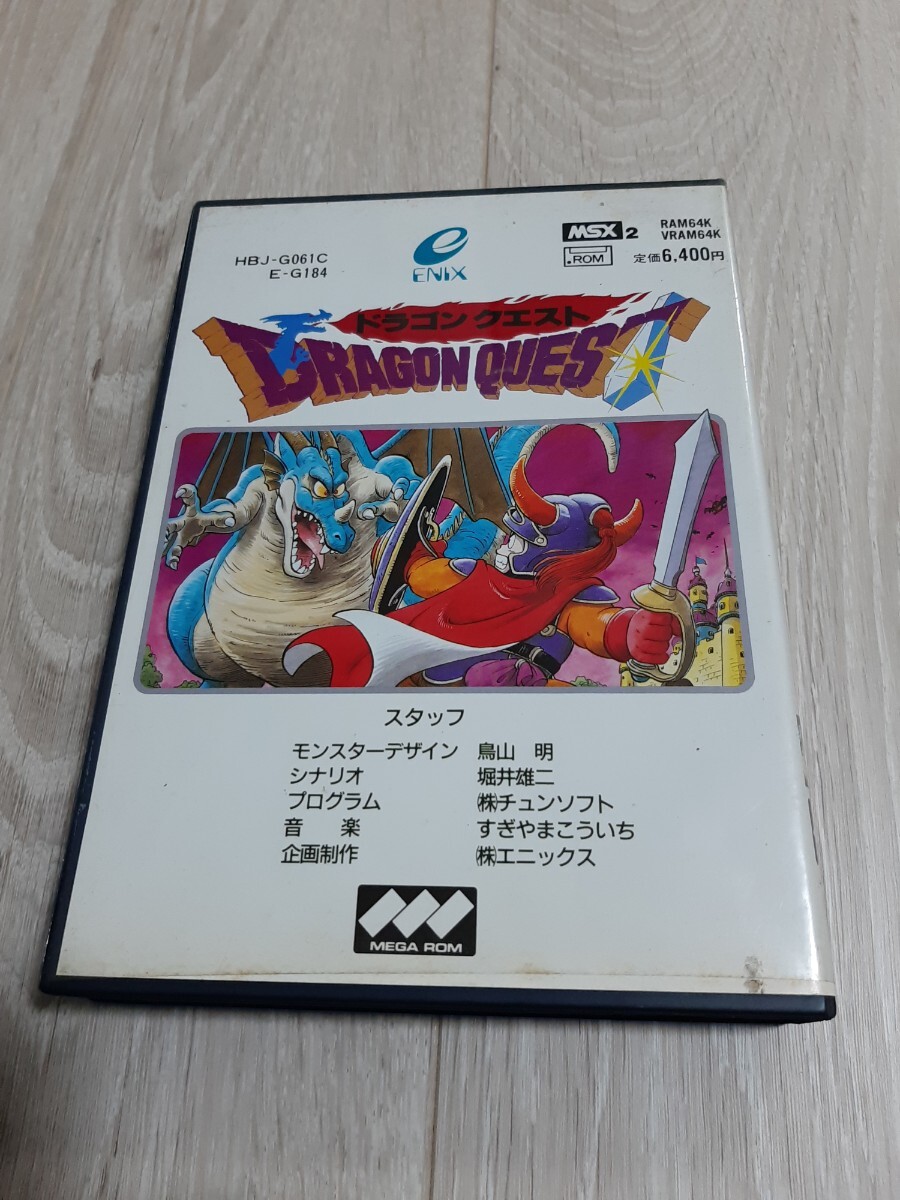 HBJ-G061C
E-G184
ENIX
MSX 2
RAM64K
VRAM64K
.ROM
定価6,400円
ドラゴンクエスト
DRAGON QUEST
スタッフ
モンスターデザイン 鳥山 明
シナリオ 堀井雄二
プログラム ㈱チュンソフト
音楽 すぎやまこういち
企画制作 ㈱エニックス
MEGA ROM